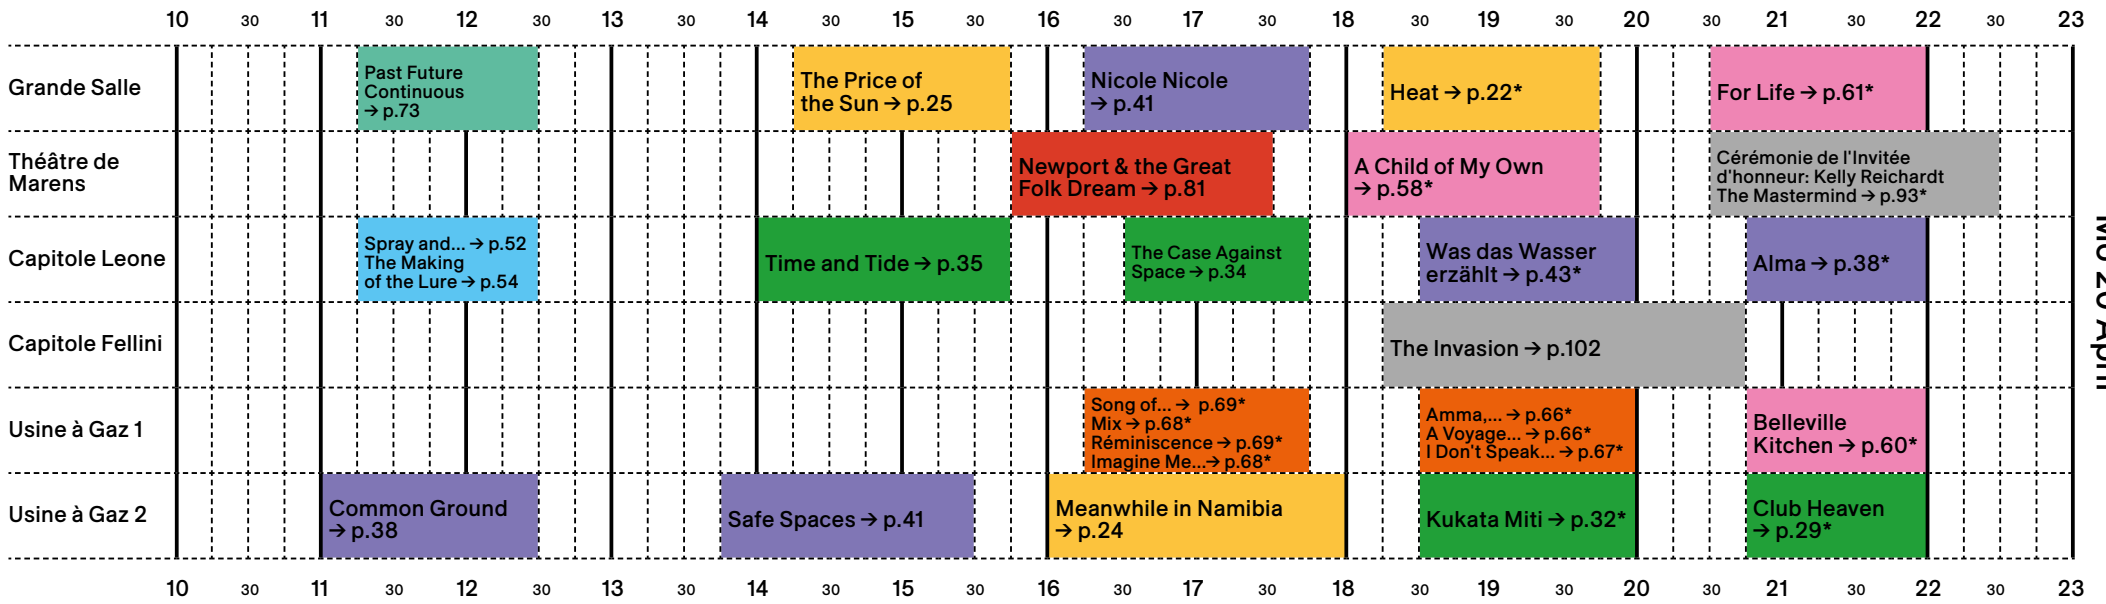 10 30 11 30 12 30 13 30 14 30 15 30 16 30 17 30 18 30 19 30 20 30 21 30 22 30 23
Grande Salle
Past Future
Continuous
→ p.73
The Price of
the Sun → p.25
Nicole Nicole
→ p.41
Heat → p.22*
For Life → p.61*
Théâtre de
Marens
Newport & the Great
Folk Dream → p.81
A Child of My Own
→ p.58*
Cérémonie de l'Invitée
d'honneur: Kelly Reichardt
The Mastermind → p.93*
Capitole Leone
Spray and... → p.52
The Making
of the Lure → p.54
Time and Tide → p.35
The Case Against
Space → p.34
Was das Wasser
erzählt → p.43*
Alma → p.38*
Capitole Fellini
The Invasion → p.102
Usine à Gaz 1
Song of... → p.69*
Mix → p.68*
Réminiscence → p.69*
Imagine Me...→ p.68*
Amma,... → p.66*
A Voyage... → p.66*
I Don't Speak... → p.67*
Belleville
Kitchen → p.60*
Usine à Gaz 2
Common Ground
→ p.38
Safe Spaces → p.41
Meanwhile in Namibia
→ p.24
Kukata Miti → p.32*
Club Heaven
→ p.29*
10 30 11 30 12 30 13 30 14 30 15 30 16 30 17 30 18 30 19 30 20 30 21 30 22 30 23